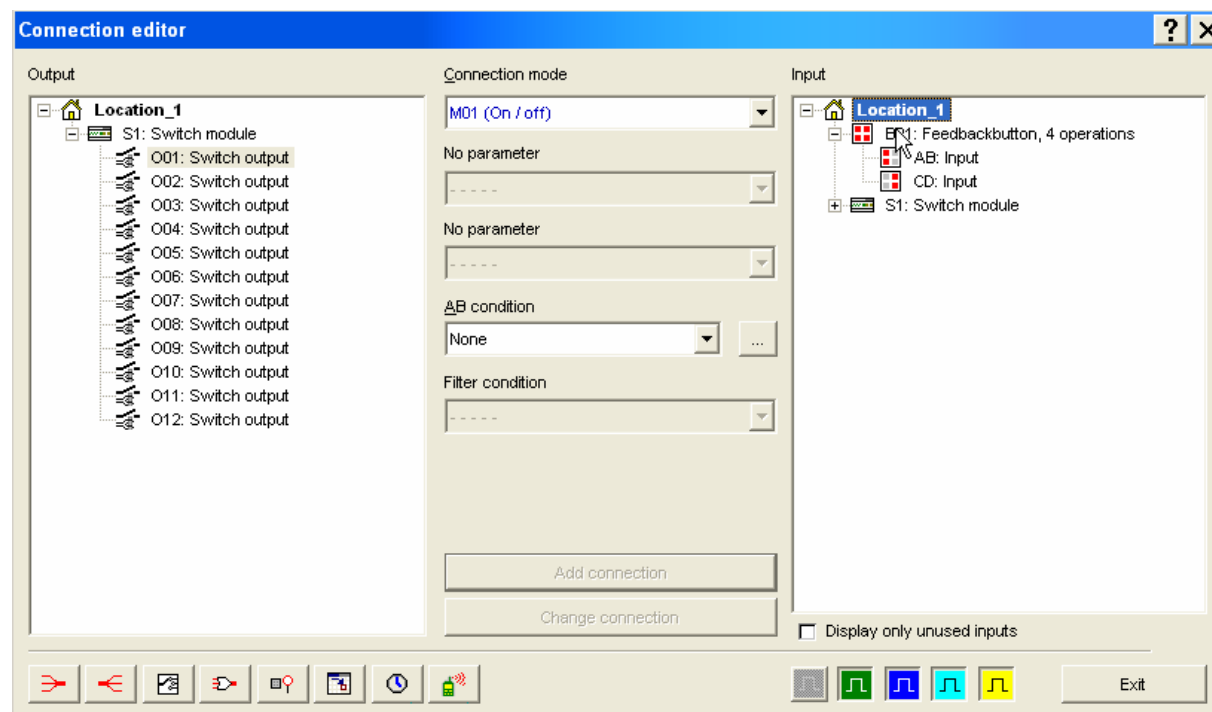 Connection editor
Output
Location_1
S1: Switch module
O01: Switch output
O02: Switch output
O03: Switch output
O04: Switch output
O05: Switch output
O06: Switch output
O07: Switch output
O08: Switch output
O09: Switch output
O10: Switch output
O11: Switch output
O12: Switch output
Connection mode
M01 (On / off)
No parameter
- - - - -
No parameter
- - - - -
AB condition
None
...
Filter condition
- - - - -
Add connection
Change connection
Input
Location_1
: Feedbackbutton, 4 operations
AB: Input
CD: Input
S1: Switch module
Display only unused inputs
Exit